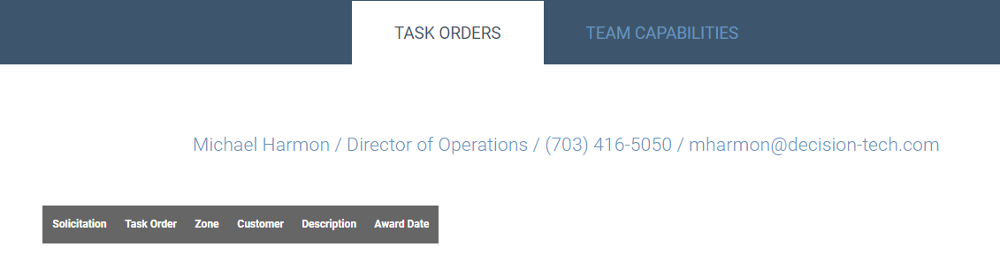 TASK ORDERS TEAM CAPABILITIES
Michael Harmon / Director of Operations / (703) 416-5050 / mharmon@decision-tech.com
Solicitation Task Order Zone Customer Description Award Date